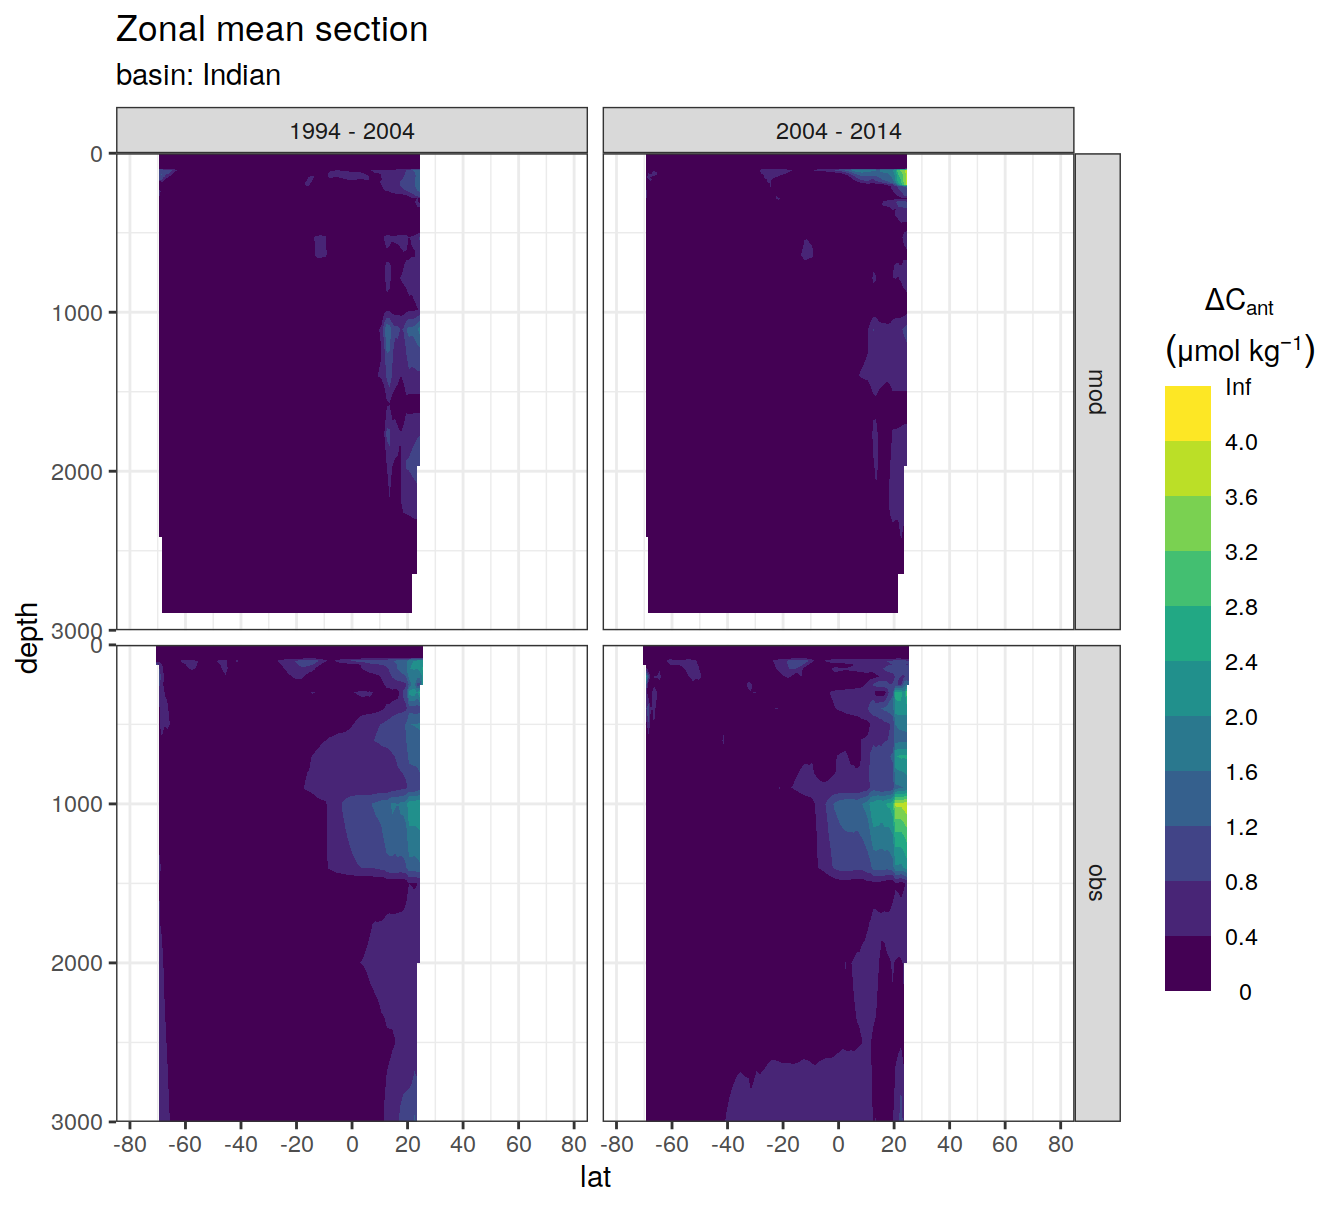 Zonal mean section
basin: Indian
1994 - 2004
2004 - 2014
0
1000
2000
3000
mod
0
1000
2000
3000
obs
depth
-80 -60 -40 -20 0 20 40 60 80
-80 -60 -40 -20 0 20 40 60 80
lat
ΔCant
(μmol kg⁻¹)
Inf
4.0
3.6
3.2
2.8
2.4
2.0
1.6
1.2
0.8
0.4
0